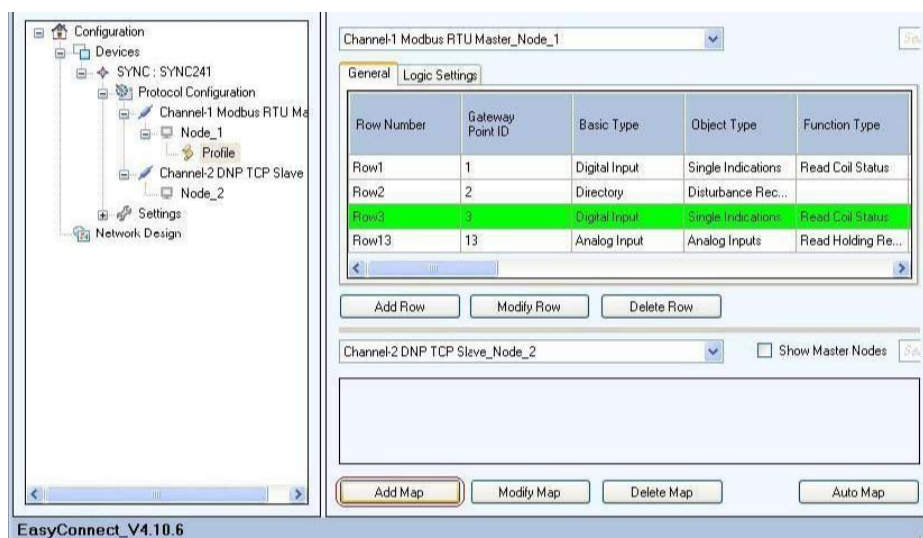 Configuration
Devices
SYNC : SYNC241
Protocol Configuration
Channel-1 Modbus RTU Ma
Node_1
Profile
Channel-2 DNP TCP Slave
Node_2
Settings
Network Design
Channel-1 Modbus RTU Master_Node_1
General Logic Settings
Row Number Gateway Point ID Basic Type Object Type Function Type
Row1 1 Digital Input Single Indications Read Coil Status
Row2 2 Directory Disturbance Rec...
Row3 3 Digital Input Single Indications Read Coil Status
Row13 13 Analog Input Analog Inputs Read Holding Re...
Add Row Modify Row Delete Row
Channel-2 DNP TCP Slave_Node_2 Show Master Nodes
Add Map Modify Map Delete Map Auto Map
EasyConnect_V4.10.6